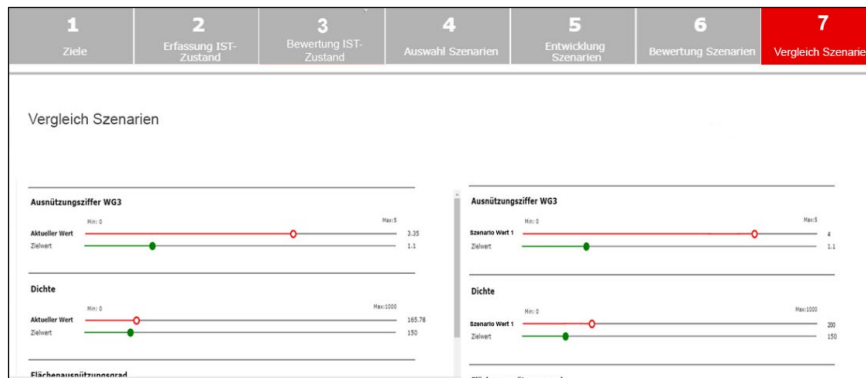 1
Ziele
2
Erfassung IST-
Zustand
3
Bewertung IST-
Zustand
4
Auswahl Szenarien
5
Entwicklung
Szenarien
6
Bewertung Szenarien
7
Vergleich Szenarie
Vergleich Szenarien
Ausnützungsziffer WG3
Min: 0 Max:5
Aktueller Wert 3.35
Zielwert 1.1
Dichte
Min: 0 Max:1000
Aktueller Wert 165.78
Zielwert 150
Flächenausnützungsgrad
Ausnützungsziffer WG3
Min: 0 Max:5
Szenario Wert 1 4
Zielwert 1.1
Dichte
Min: 0 Max:1000
Szenario Wert 1 200
Zielwert 150